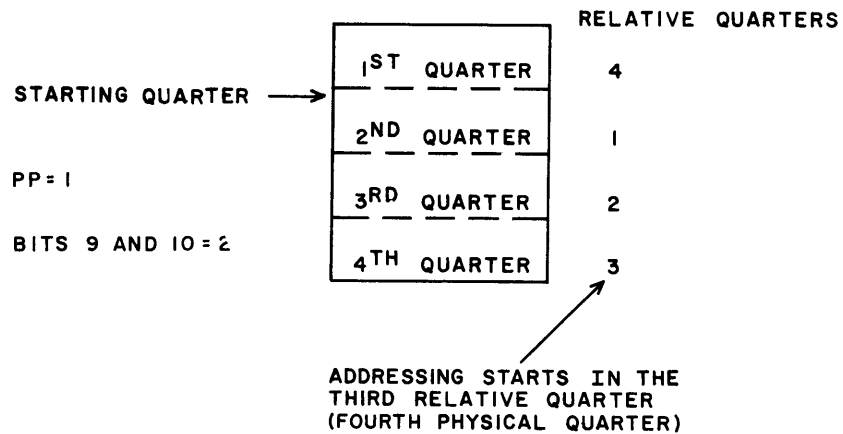 RELATIVE QUARTERS
1ST QUARTER 4
STARTING QUARTER
2ND QUARTER 1
PP=1
3RD QUARTER 2
BITS 9 AND 10=2
4TH QUARTER 3
ADDRESSING STARTS IN THE
THIRD RELATIVE QUARTER
(FOURTH PHYSICAL QUARTER)